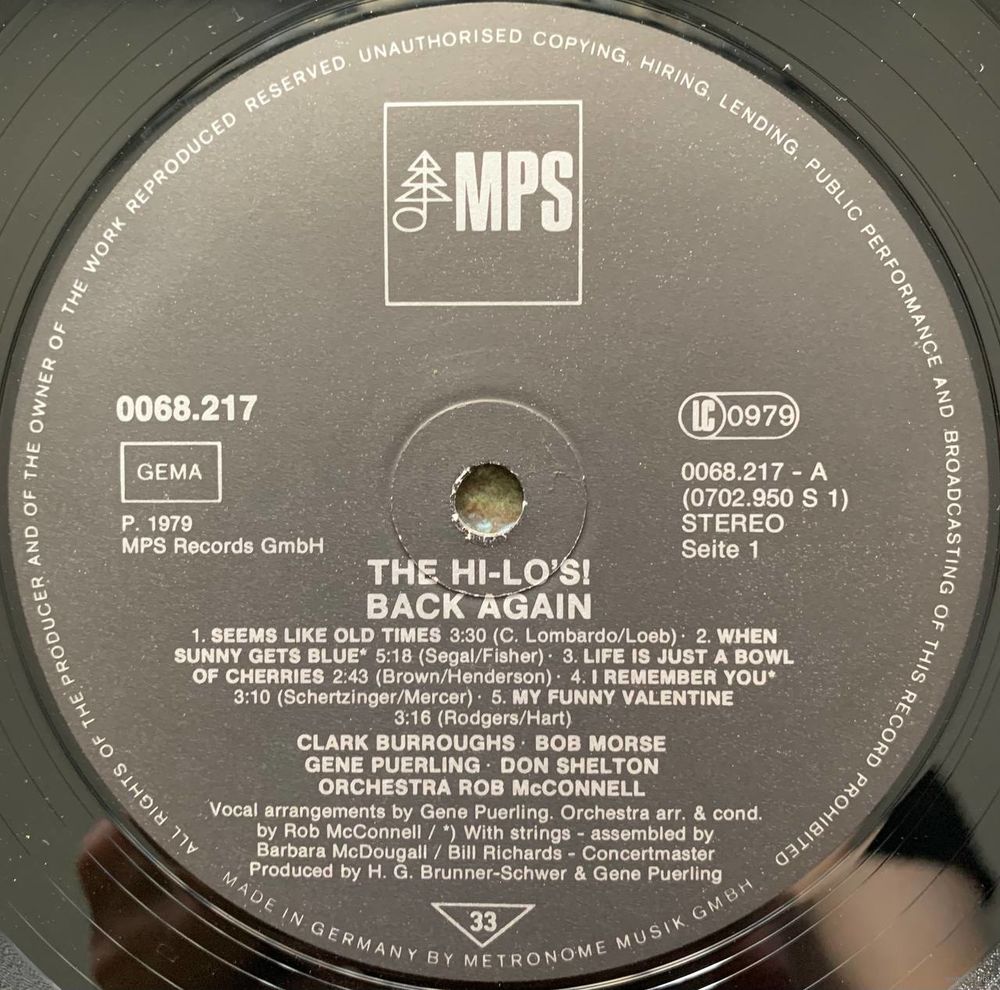 ALL RIGHTS OF THE PRODUCER AND OF THE OWNER OF THE WORK REPRODUCED RESERVED. UNAUTHORISED COPYING, HIRING, LENDING, PUBLIC PERFORMANCE AND BROADCASTING OF THIS RECORD PROHIBITED
MPS
0068.217
GEMA
P. 1979
MPS Records GmbH
LC 0979
0068.217 - A
(0702.950 S 1)
STEREO
Seite 1
THE HI-LO'S!
BACK AGAIN
1. SEEMS LIKE OLD TIMES 3:30 (C. Lombardo/Loeb) · 2. WHEN
SUNNY GETS BLUE* 5:18 (Segal/Fisher) · 3. LIFE IS JUST A BOWL
OF CHERRIES 2:43 (Brown/Henderson) · 4. I REMEMBER YOU*
3:10 (Schertzinger/Mercer) · 5. MY FUNNY VALENTINE
3:16 (Rodgers/Hart)
CLARK BURROUGHS · BOB MORSE
GENE PUERLING · DON SHELTON
ORCHESTRA ROB McCONNELL
Vocal arrangements by Gene Puerling. Orchestra arr. & cond.
by Rob McConnell / *) With strings - assembled by
Barbara McDougall / Bill Richards - Concertmaster
Produced by H. G. Brunner-Schwer & Gene Puerling
33
MADE IN GERMANY BY METRONOME MUSIK GMBH ·